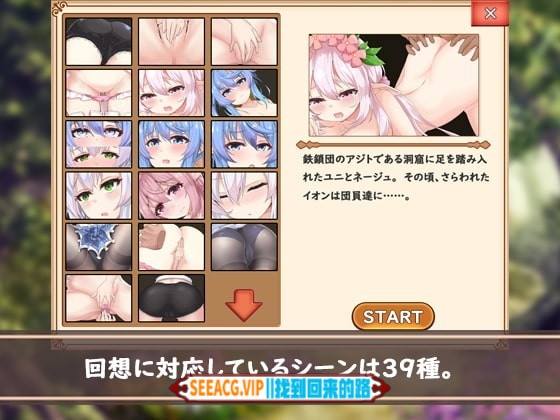 鉄鎖団のアジトである洞窟に足を踏み入
れたユニとネージュ。その頃、さらわれた
イオンは団員達に……。
START
回想に対応しているシーンは39種。
SEEACG.VIP||找到回来的路